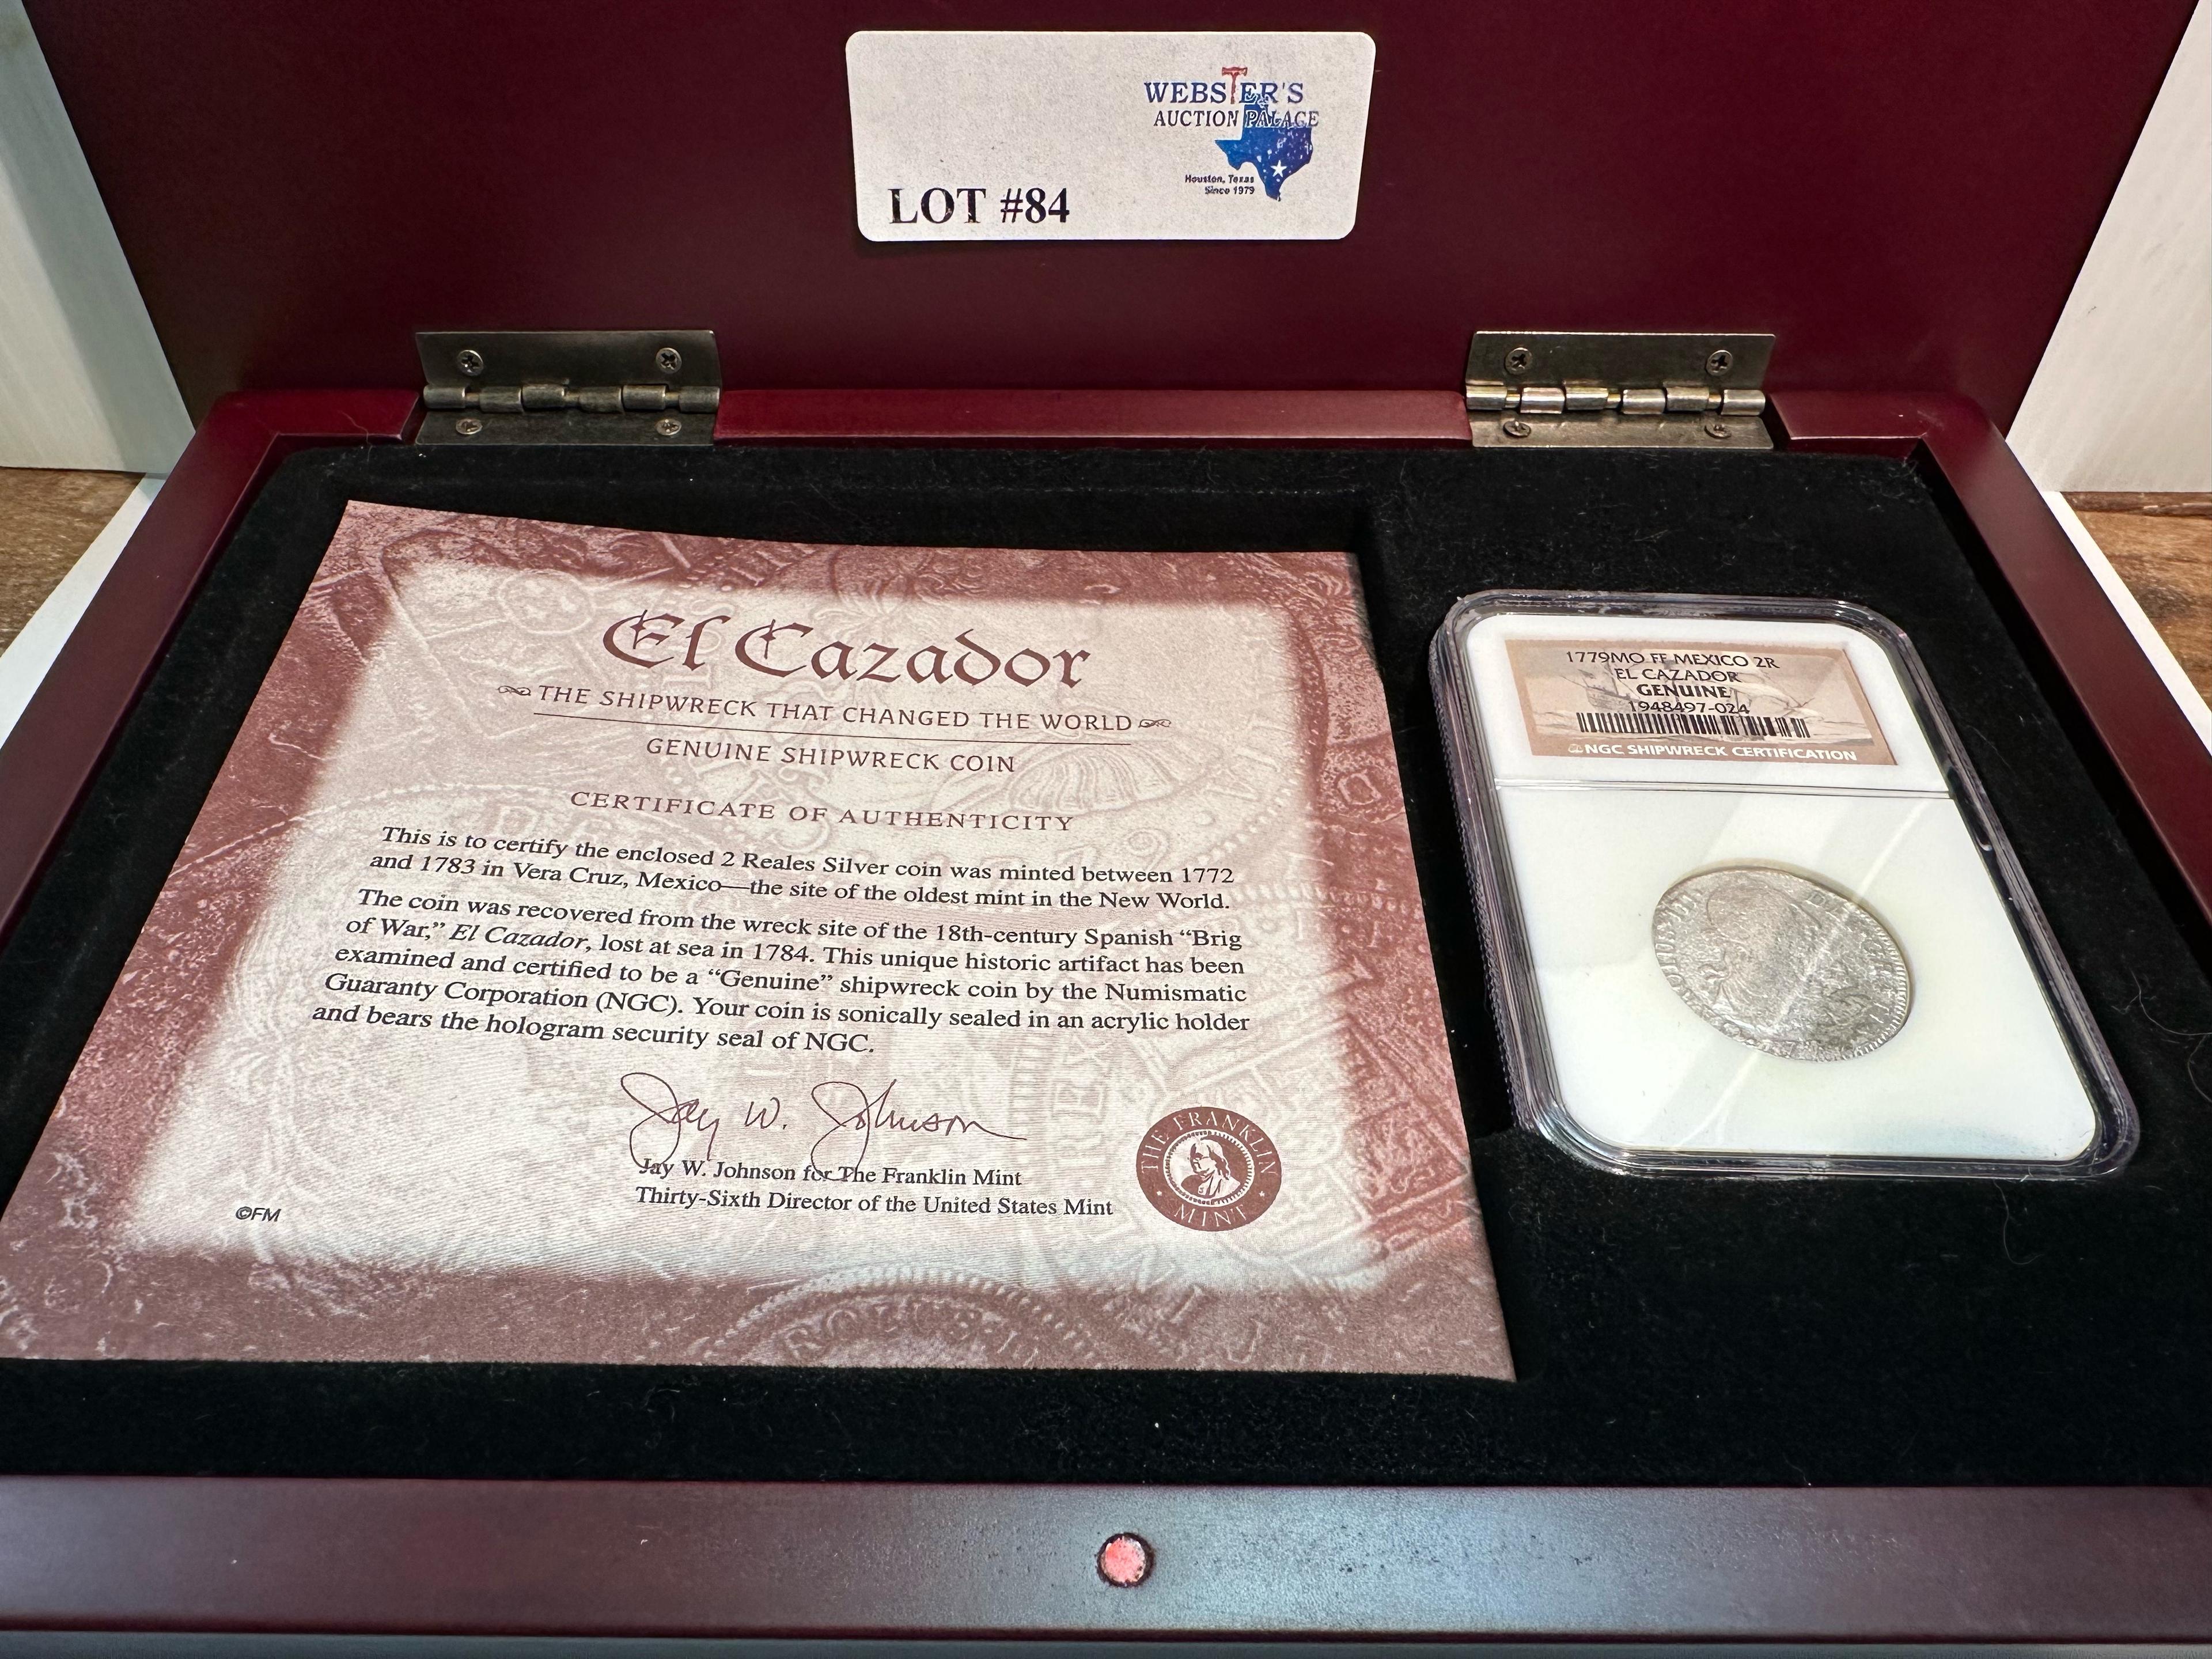 WEBSTER'S
AUCTION PALACE
Houston, Texas
Since 1979
LOT #84
El Cazador
THE SHIPWRECK THAT CHANGED THE WORLD
GENUINE SHIPWRECK COIN
CERTIFICATE OF AUTHENTICITY
This is to certify the enclosed 2 Reales Silver coin was minted between 1772
and 1783 in Vera Cruz, Mexico—the site of the oldest mint in the New World.
The coin was recovered from the wreck site of the 18th-century Spanish “Brig
of War,” El Cazador, lost at sea in 1784. This unique historic artifact has been
examined and certified to be a “Genuine” shipwreck coin by the Numismatic
Guaranty Corporation (NGC). Your coin is sonically sealed in an acrylic holder
and bears the hologram security seal of NGC.
Jay W. Johnson
Jay W. Johnson for The Franklin Mint
Thirty-Sixth Director of the United States Mint
©FM
THE FRANKLIN
MINT
1779MO FF MEXICO 2R
EL CAZADOR
GENUINE
1948497-024
NGC SHIPWRECK CERTIFICATION